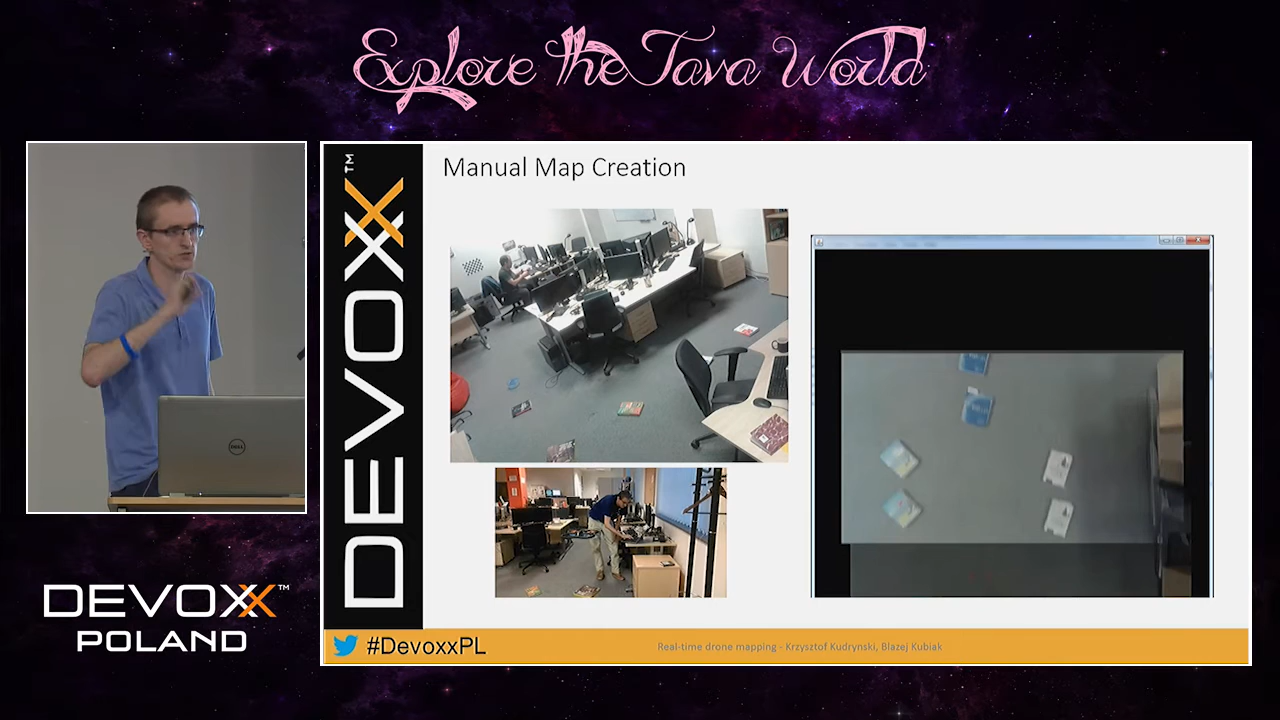 Explore the Java World
DEVOXX™
Manual Map Creation
DELL
DEVOXX™
POLAND
#DevoxxPL
Real-time drone mapping - Krzysztof Kudrynski, Blazej Kubiak